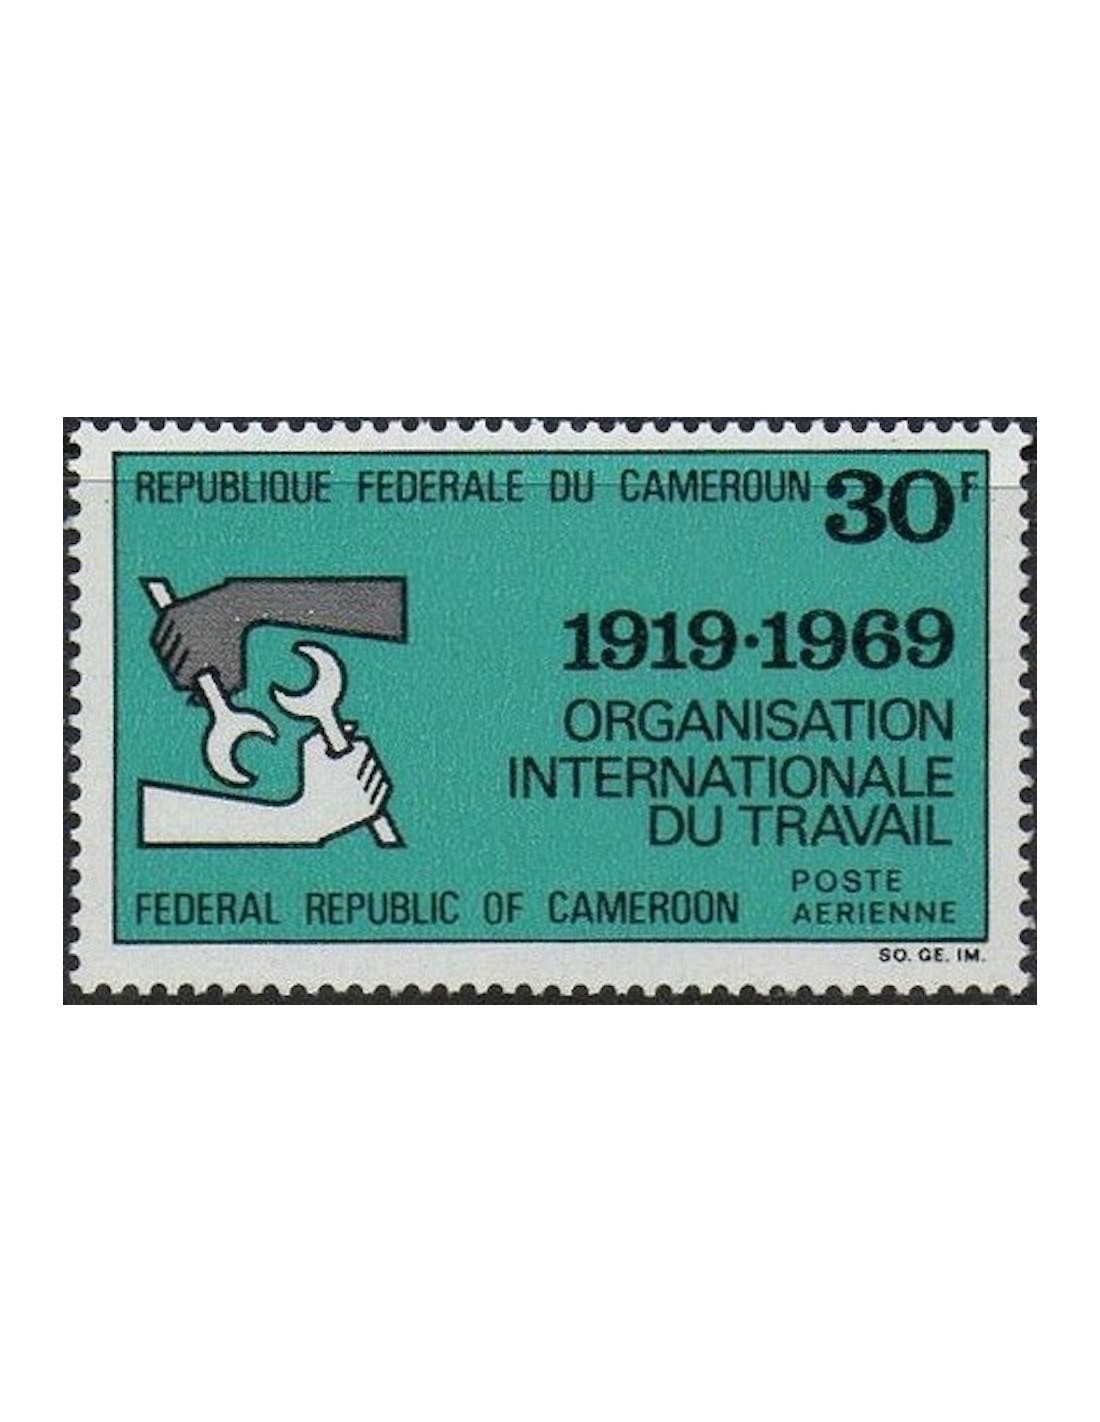 REPUBLIQUE FEDERALE DU CAMEROUN 30F
1919·1969
ORGANISATION
INTERNATIONALE
DU TRAVAIL
POSTE
AERIENNE
FEDERAL REPUBLIC OF CAMEROON
SO. GE. IM.